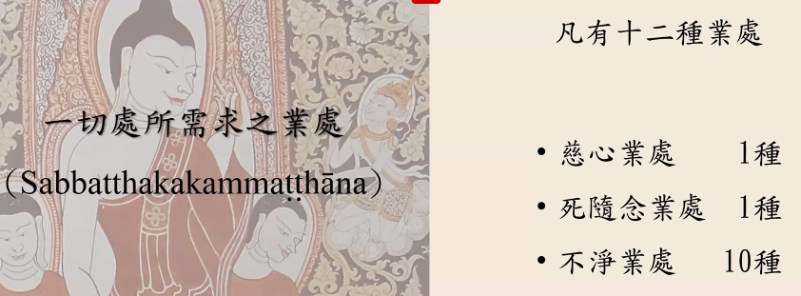 一切處所需求之業處
（Sabbatthakakammaṭṭhāna）
凡有十二種業處
• 慈心業處 1種
• 死隨念業處 1種
• 不淨業處 10種